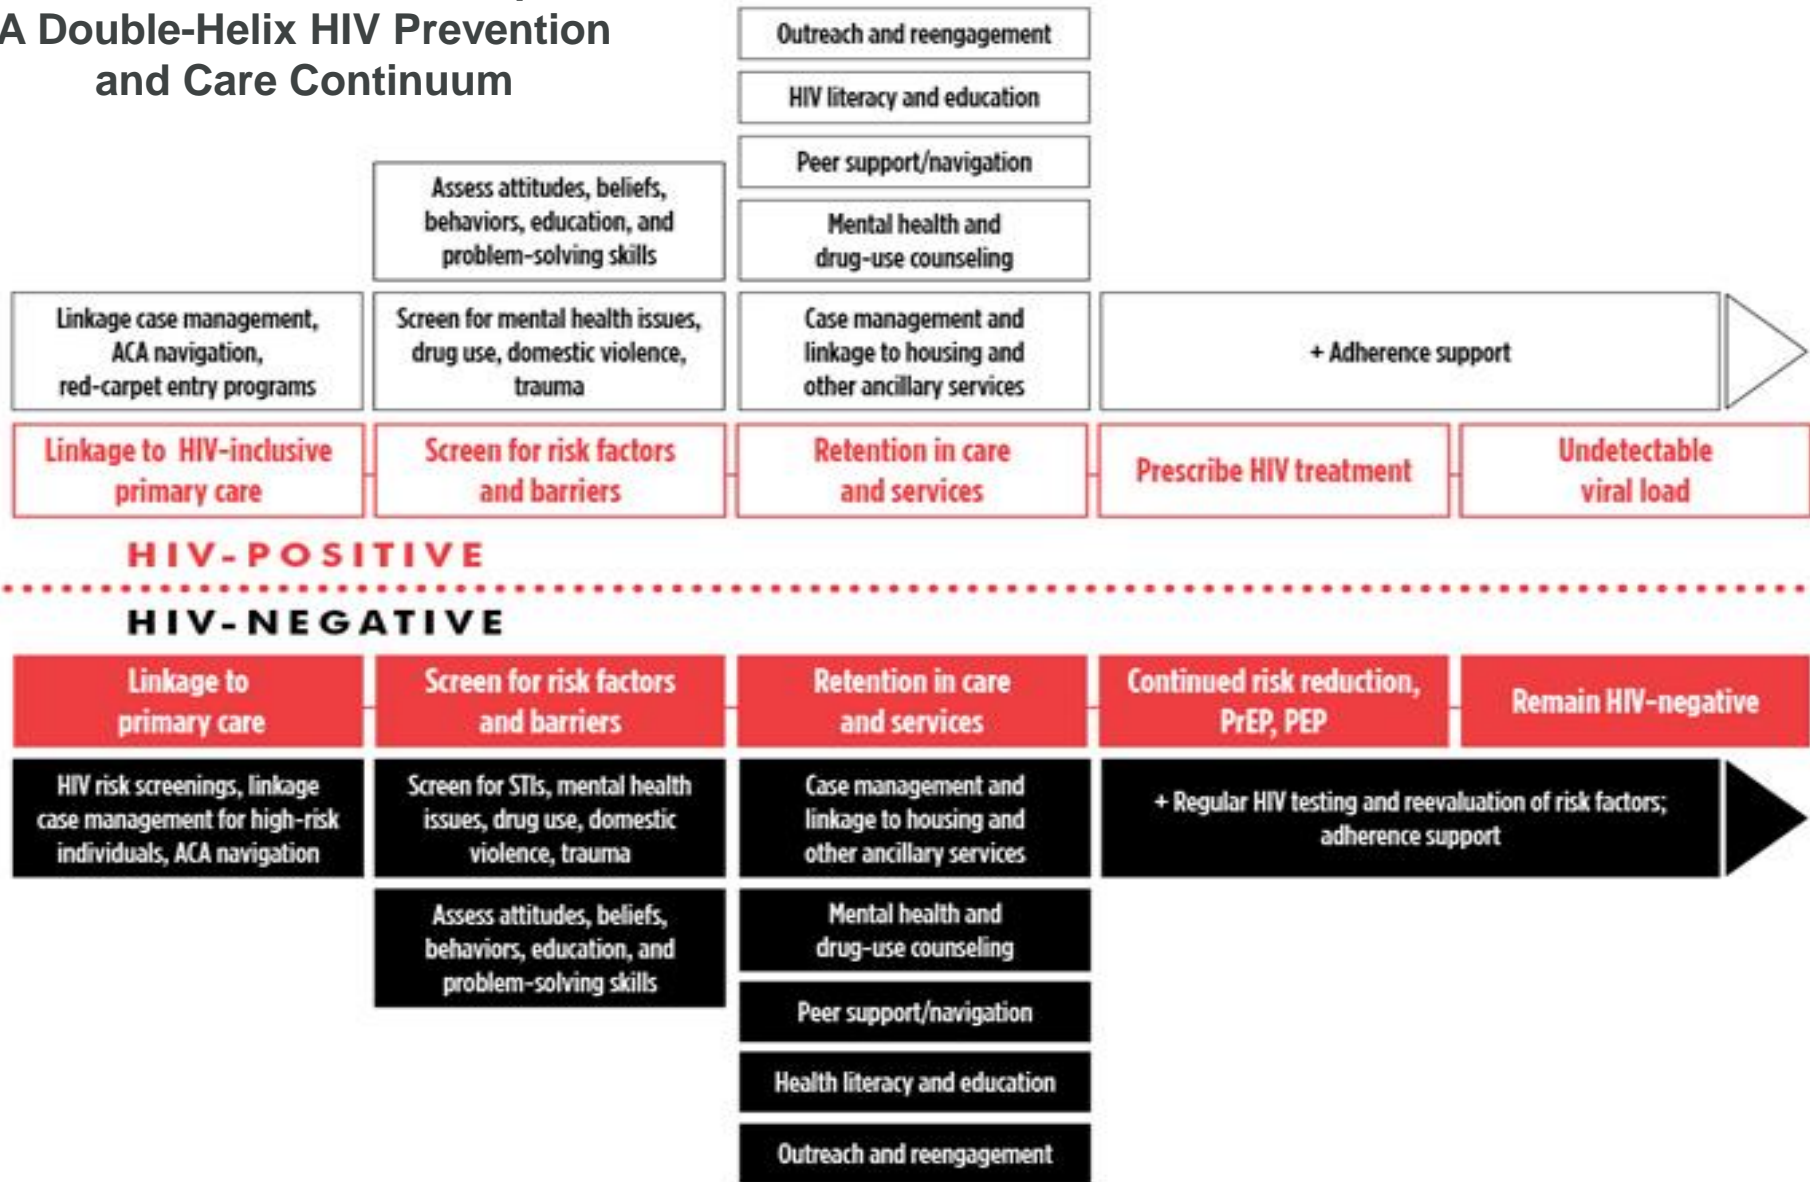 A Double-Helix HIV Prevention
and Care Continuum
Outreach and reengagement
HIV literacy and education
Peer support/navigation
Assess attitudes, beliefs,
behaviors, education, and
problem-solving skills
Mental health and
drug-use counseling
Linkage case management,
ACA navigation,
red-carpet entry programs
Screen for mental health issues,
drug use, domestic violence,
trauma
Case management and
linkage to housing and
other ancillary services
+ Adherence support
Linkage to HIV-inclusive
primary care
Screen for risk factors
and barriers
Retention in care
and services
Prescribe HIV treatment
Undetectable
viral load
HIV-POSITIVE
HIV-NEGATIVE
Linkage to
primary care
Screen for risk factors
and barriers
Retention in care
and services
Continued risk reduction,
PrEP, PEP
Remain HIV-negative
HIV risk screenings, linkage
case management for high-risk
individuals, ACA navigation
Screen for STIs, mental health
issues, drug use, domestic
violence, trauma
Case management and
linkage to housing and
other ancillary services
+ Regular HIV testing and reevaluation of risk factors;
adherence support
Assess attitudes, beliefs,
behaviors, education, and
problem-solving skills
Mental health and
drug-use counseling
Peer support/navigation
Health literacy and education
Outreach and reengagement